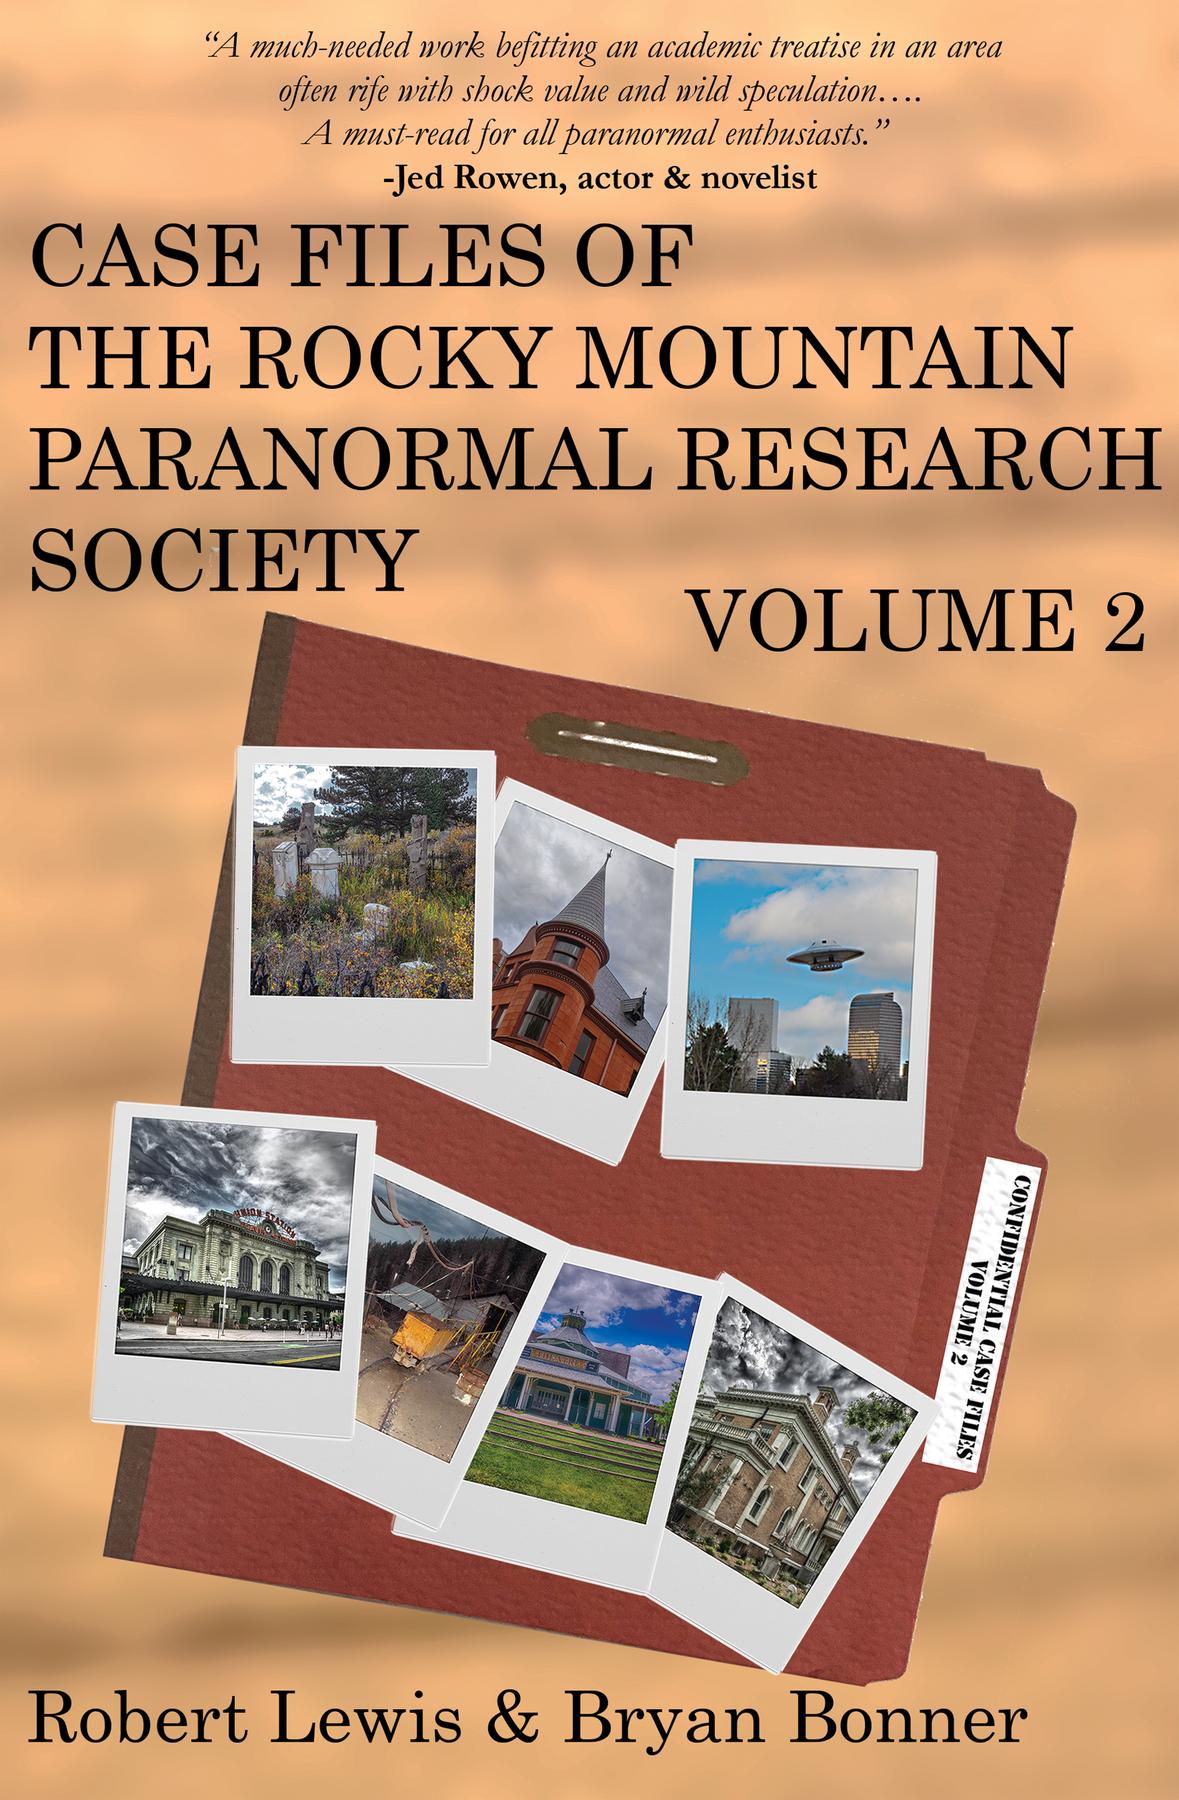 “A much-needed work befitting an academic treatise in an area
often rife with shock value and wild speculation….
A must-read for all paranormal enthusiasts.”
-Jed Rowen, actor & novelist
CASE FILES OF
THE ROCKY MOUNTAIN
PARANORMAL RESEARCH
SOCIETY
VOLUME 2
UNION STATION
CONFIDENTIAL CASE FILES
VOLUME 2
Robert Lewis & Bryan Bonner